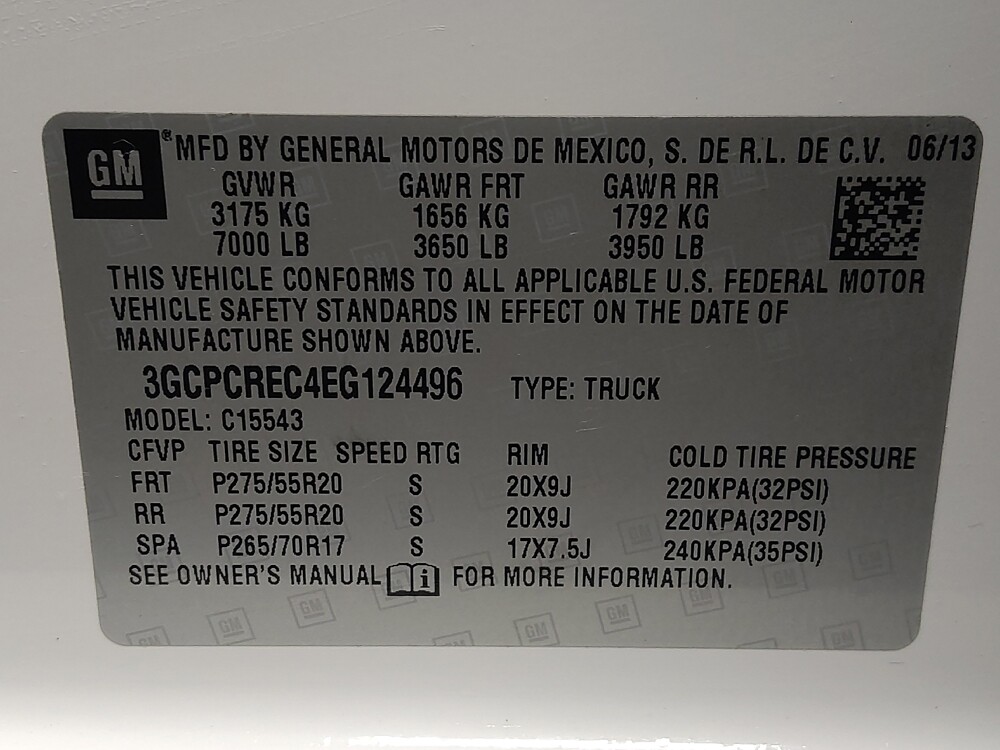 GM ® MFD BY GENERAL MOTORS DE MEXICO, S. DE R.L. DE C.V. 06/13
GVWR GAWR FRT GAWR RR
3175 KG 1656 KG 1792 KG
7000 LB 3650 LB 3950 LB
THIS VEHICLE CONFORMS TO ALL APPLICABLE U.S. FEDERAL MOTOR
VEHICLE SAFETY STANDARDS IN EFFECT ON THE DATE OF
MANUFACTURE SHOWN ABOVE.
3GCPCREC4EG124496 TYPE: TRUCK
MODEL: C15543
CFVP TIRE SIZE SPEED RTG RIM COLD TIRE PRESSURE
FRT P275/55R20 S 20X9J 220KPA(32PSI)
RR P275/55R20 S 20X9J 220KPA(32PSI)
SPA P265/70R17 S 17X7.5J 240KPA(35PSI)
SEE OWNER'S MANUAL i FOR MORE INFORMATION.